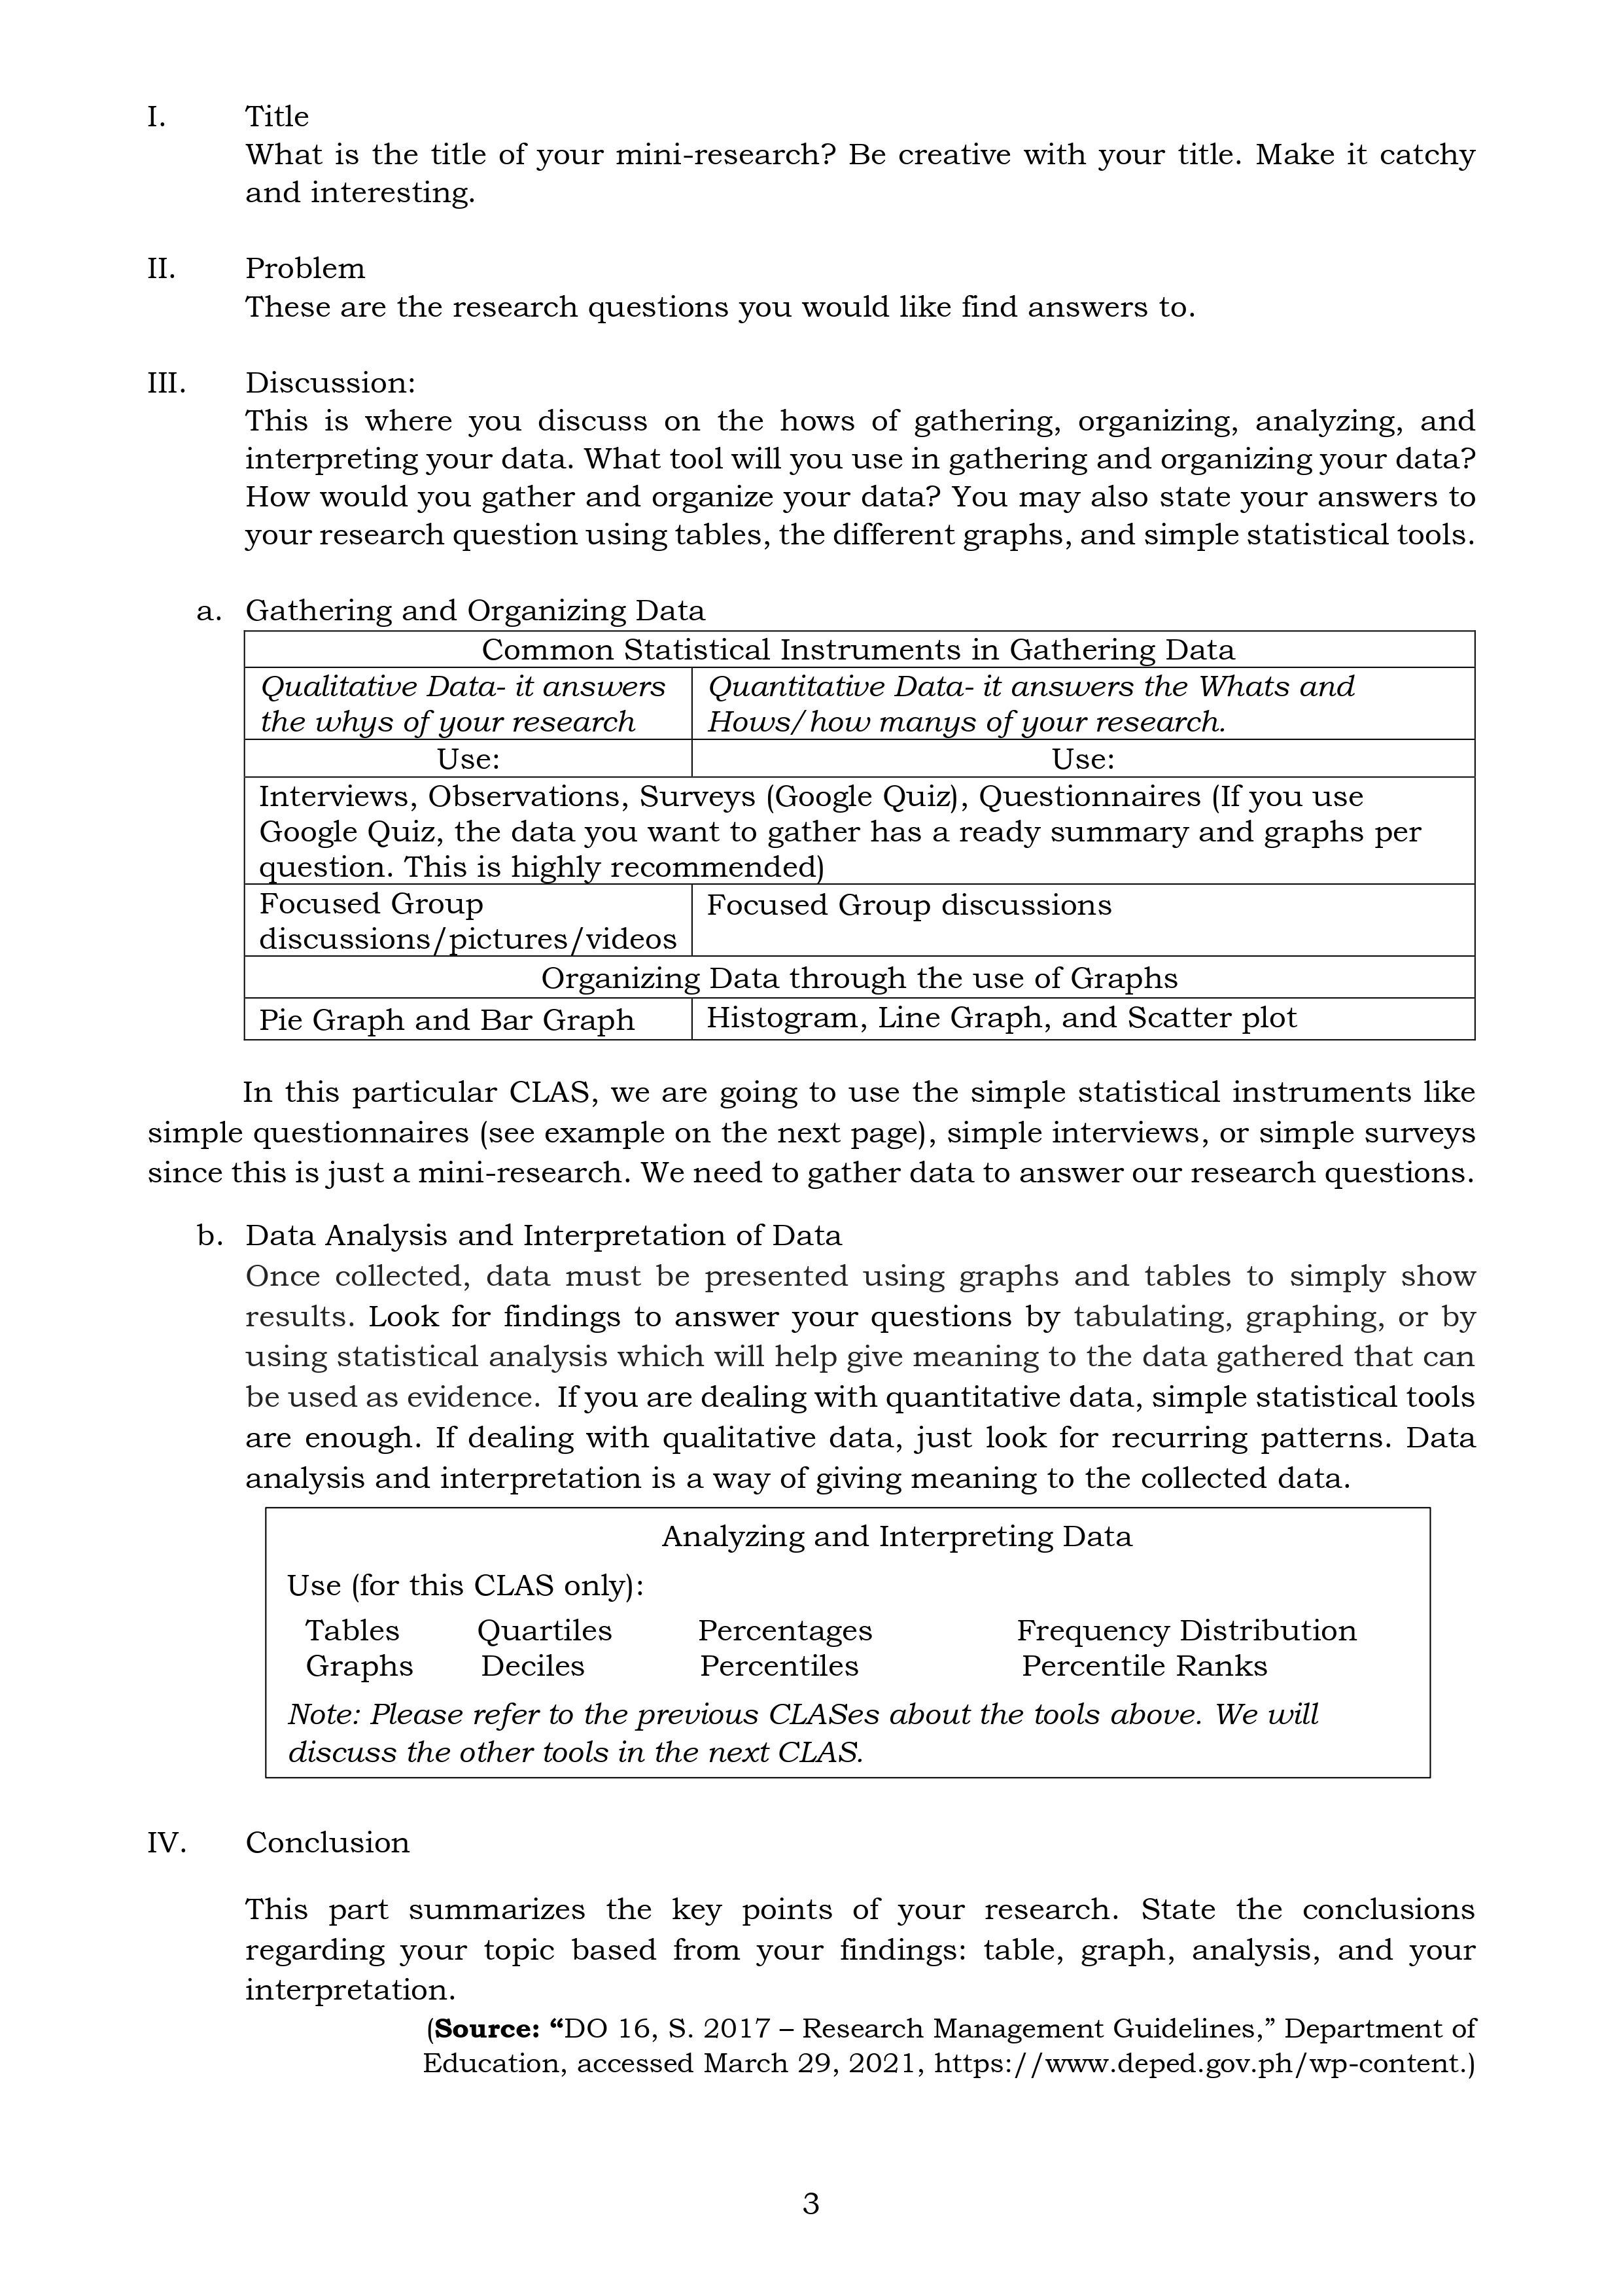 I. Title
What is the title of your mini-research? Be creative with your title. Make it catchy
and interesting.
II. Problem
These are the research questions you would like find answers to.
III. Discussion:
This is where you discuss on the hows of gathering, organizing, analyzing, and
interpreting your data. What tool will you use in gathering and organizing your data?
How would you gather and organize your data? You may also state your answers to
your research question using tables, the different graphs, and simple statistical tools.
a. Gathering and Organizing Data
Common Statistical Instruments in Gathering Data
Qualitative Data- it answers
the whys of your research
Quantitative Data- it answers the Whats and
Hows/how manys of your research.
Use:
Use:
Interviews, Observations, Surveys (Google Quiz), Questionnaires (If you use
Google Quiz, the data you want to gather has a ready summary and graphs per
question. This is highly recommended)
Focused Group
discussions/pictures/videos
Focused Group discussions
Organizing Data through the use of Graphs
Pie Graph and Bar Graph
Histogram, Line Graph, and Scatter plot
In this particular CLAS, we are going to use the simple statistical instruments like
simple questionnaires (see example on the next page), simple interviews, or simple surveys
since this is just a mini-research. We need to gather data to answer our research questions.
b. Data Analysis and Interpretation of Data
Once collected, data must be presented using graphs and tables to simply show
results. Look for findings to answer your questions by tabulating, graphing, or by
using statistical analysis which will help give meaning to the data gathered that can
be used as evidence. If you are dealing with quantitative data, simple statistical tools
are enough. If dealing with qualitative data, just look for recurring patterns. Data
analysis and interpretation is a way of giving meaning to the collected data.
Analyzing and Interpreting Data
Use (for this CLAS only):
Tables Quartiles Percentages Frequency Distribution
Graphs Deciles Percentiles Percentile Ranks
Note: Please refer to the previous CLASes about the tools above. We will
discuss the other tools in the next CLAS.
IV. Conclusion
This part summarizes the key points of your research. State the conclusions
regarding your topic based from your findings: table, graph, analysis, and your
interpretation.
(Source: “DO 16, S. 2017 – Research Management Guidelines,” Department of
Education, accessed March 29, 2021, https://www.deped.gov.ph/wp-content.)
3